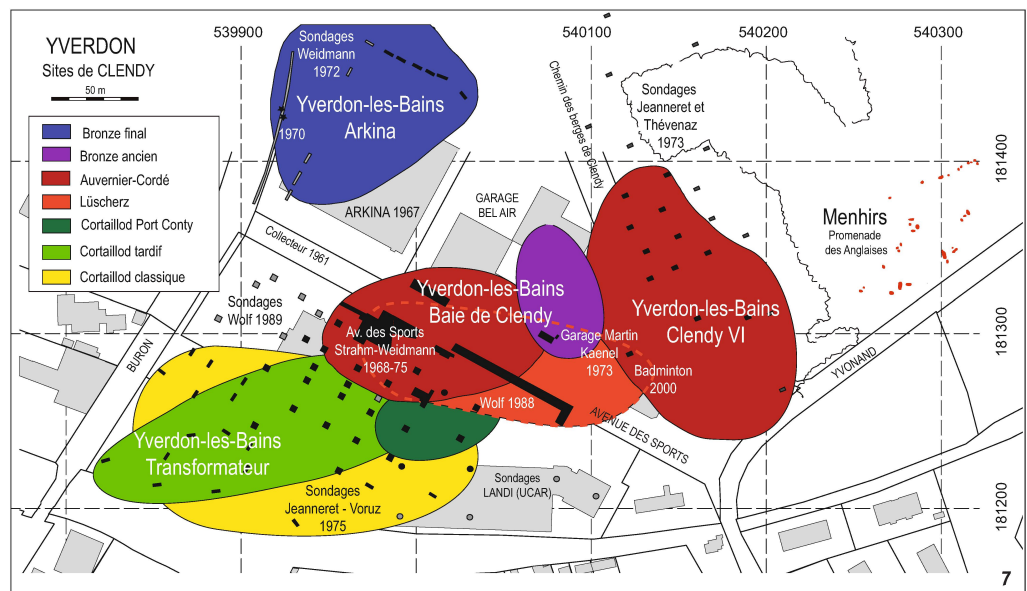 YVERDON
Sites de CLENDY
50 m
Bronze final
Bronze ancien
Auvernier-Cordé
Lüscherz
Cortaillod Port Conty
Cortaillod tardif
Cortaillod classique
539900
540100
540200
540300
181400
181300
181200
Sondages
Weidmann
1972
Yverdon-les-Bains
Arkina
1970
ARKINA 1967
Collecteur 1961
GARAGE
BEL AIR
Chemin des berges de Clendy
Sondages
Jeanneret et
Thévenaz
1973
Menhirs
Promenade
des Anglaises
Sondages
Wolf 1989
BURON
Yverdon-les-Bains
Baie de Clendy
Av. des Sports
Strahm-Weidmann
1968-75
Garage Martin
Kaenel
1973
Yverdon-les-Bains
Clendy VI
Badminton
2000
Wolf 1988
AVENUE DES SPORTS
YVONAND
Yverdon-les-Bains
Transformateur
Sondages
Jeanneret - Voruz
1975
Sondages
LANDI (UCAR)
7